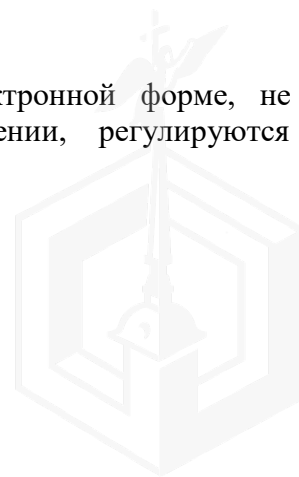 ктронной форме, не
ении, регулируются